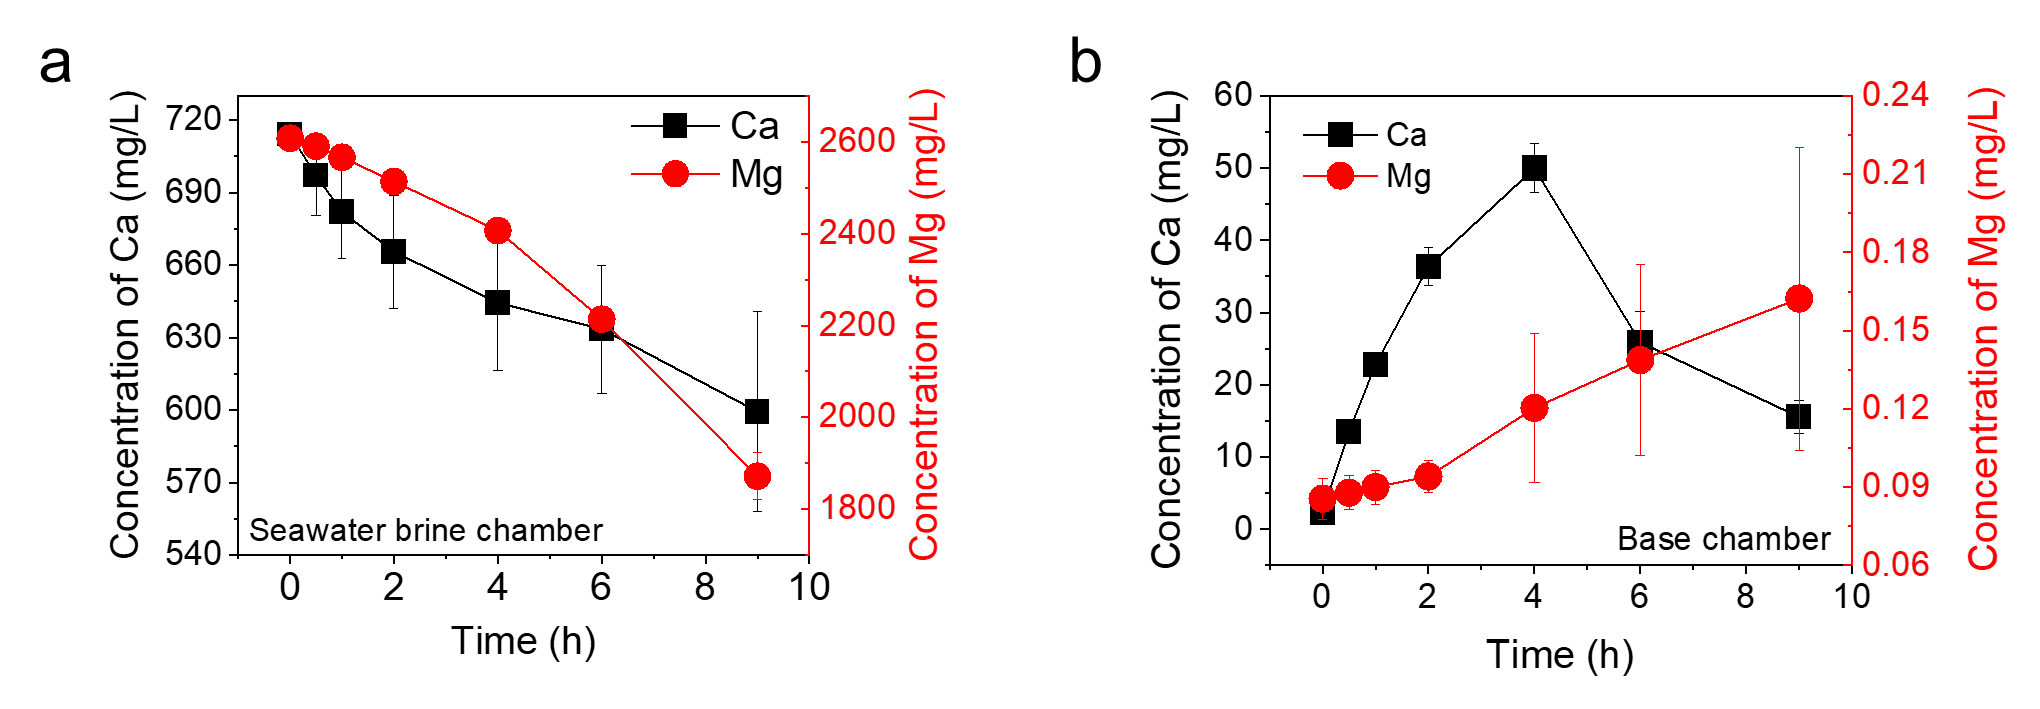 a
Concentration of Ca (mg/L)
720
690
660
630
600
570
540
Ca
Mg
Seawater brine chamber
2600
2400
2200
2000
1800
Concentration of Mg (mg/L)
0 2 4 6 8 10
Time (h)
b
Concentration of Ca (mg/L)
60
50
40
30
20
10
0
Ca
Mg
Base chamber
0.24
0.21
0.18
0.15
0.12
0.09
0.06
Concentration of Mg (mg/L)
0 2 4 6 8 10
Time (h)